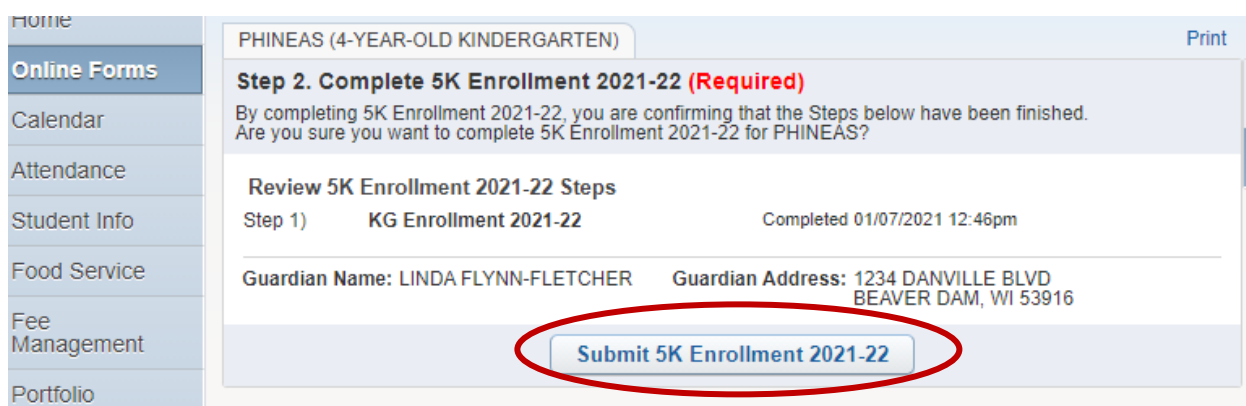 Home
Online Forms
Calendar
Attendance
Student Info
Food Service
Fee
Management
Portfolio
PHINEAS (4-YEAR-OLD KINDERGARTEN)
Print
Step 2. Complete 5K Enrollment 2021-22 (Required)
By completing 5K Enrollment 2021-22, you are confirming that the Steps below have been finished.
Are you sure you want to complete 5K Enrollment 2021-22 for PHINEAS?
Review 5K Enrollment 2021-22 Steps
Step 1) KG Enrollment 2021-22 Completed 01/07/2021 12:46pm
Guardian Name: LINDA FLYNN-FLETCHER Guardian Address: 1234 DANVILLE BLVD
BEAVER DAM, WI 53916
Submit 5K Enrollment 2021-22